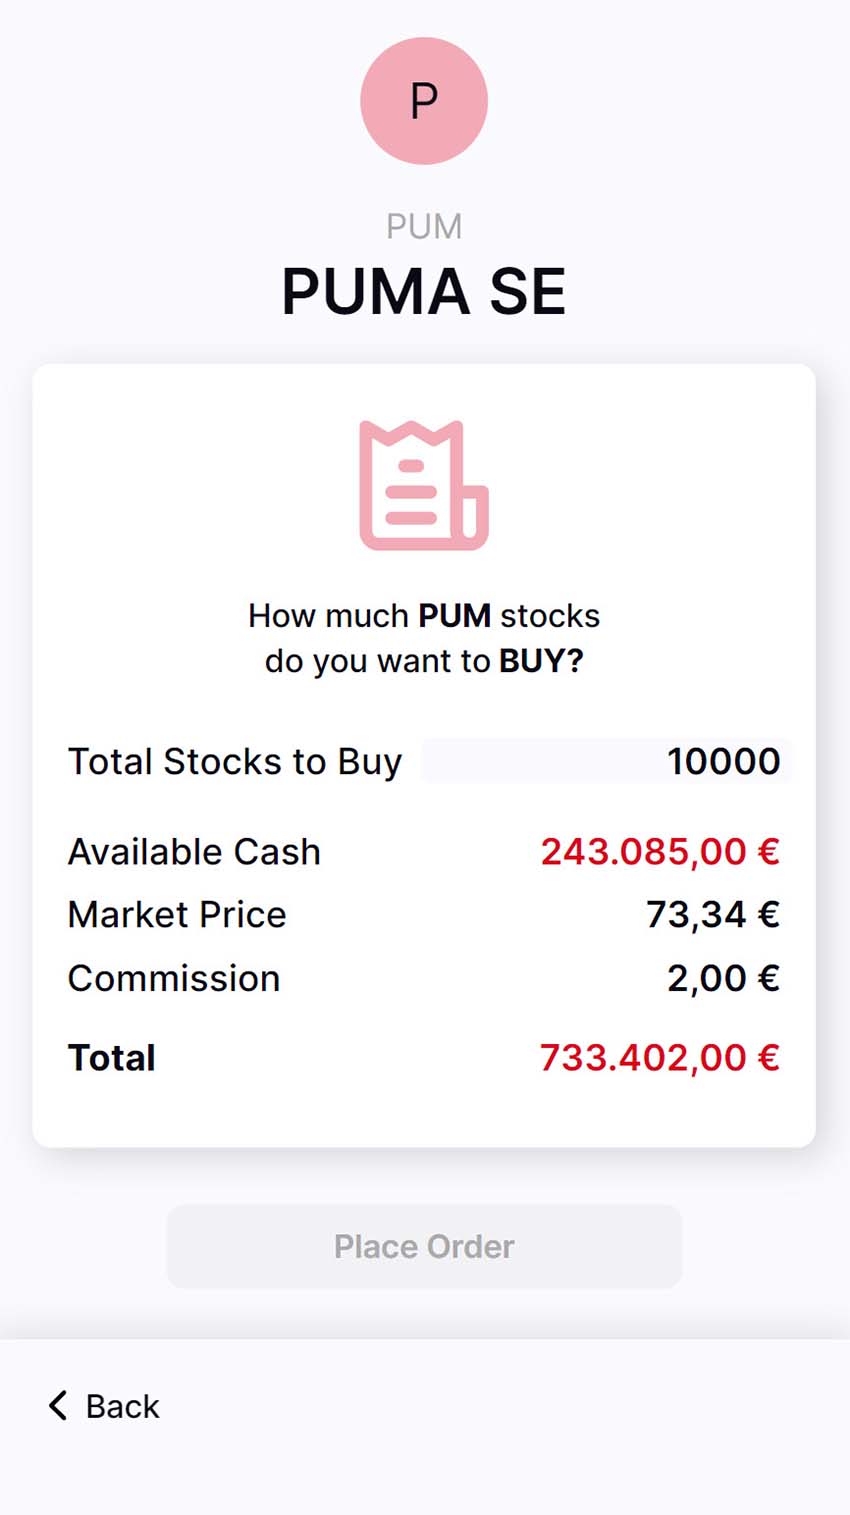 P
PUM
PUMA SE
How much PUM stocks
do you want to BUY?
Total Stocks to Buy 10000
Available Cash 243.085,00 €
Market Price 73,34 €
Commission 2,00 €
Total 733.402,00 €
Place Order
Back